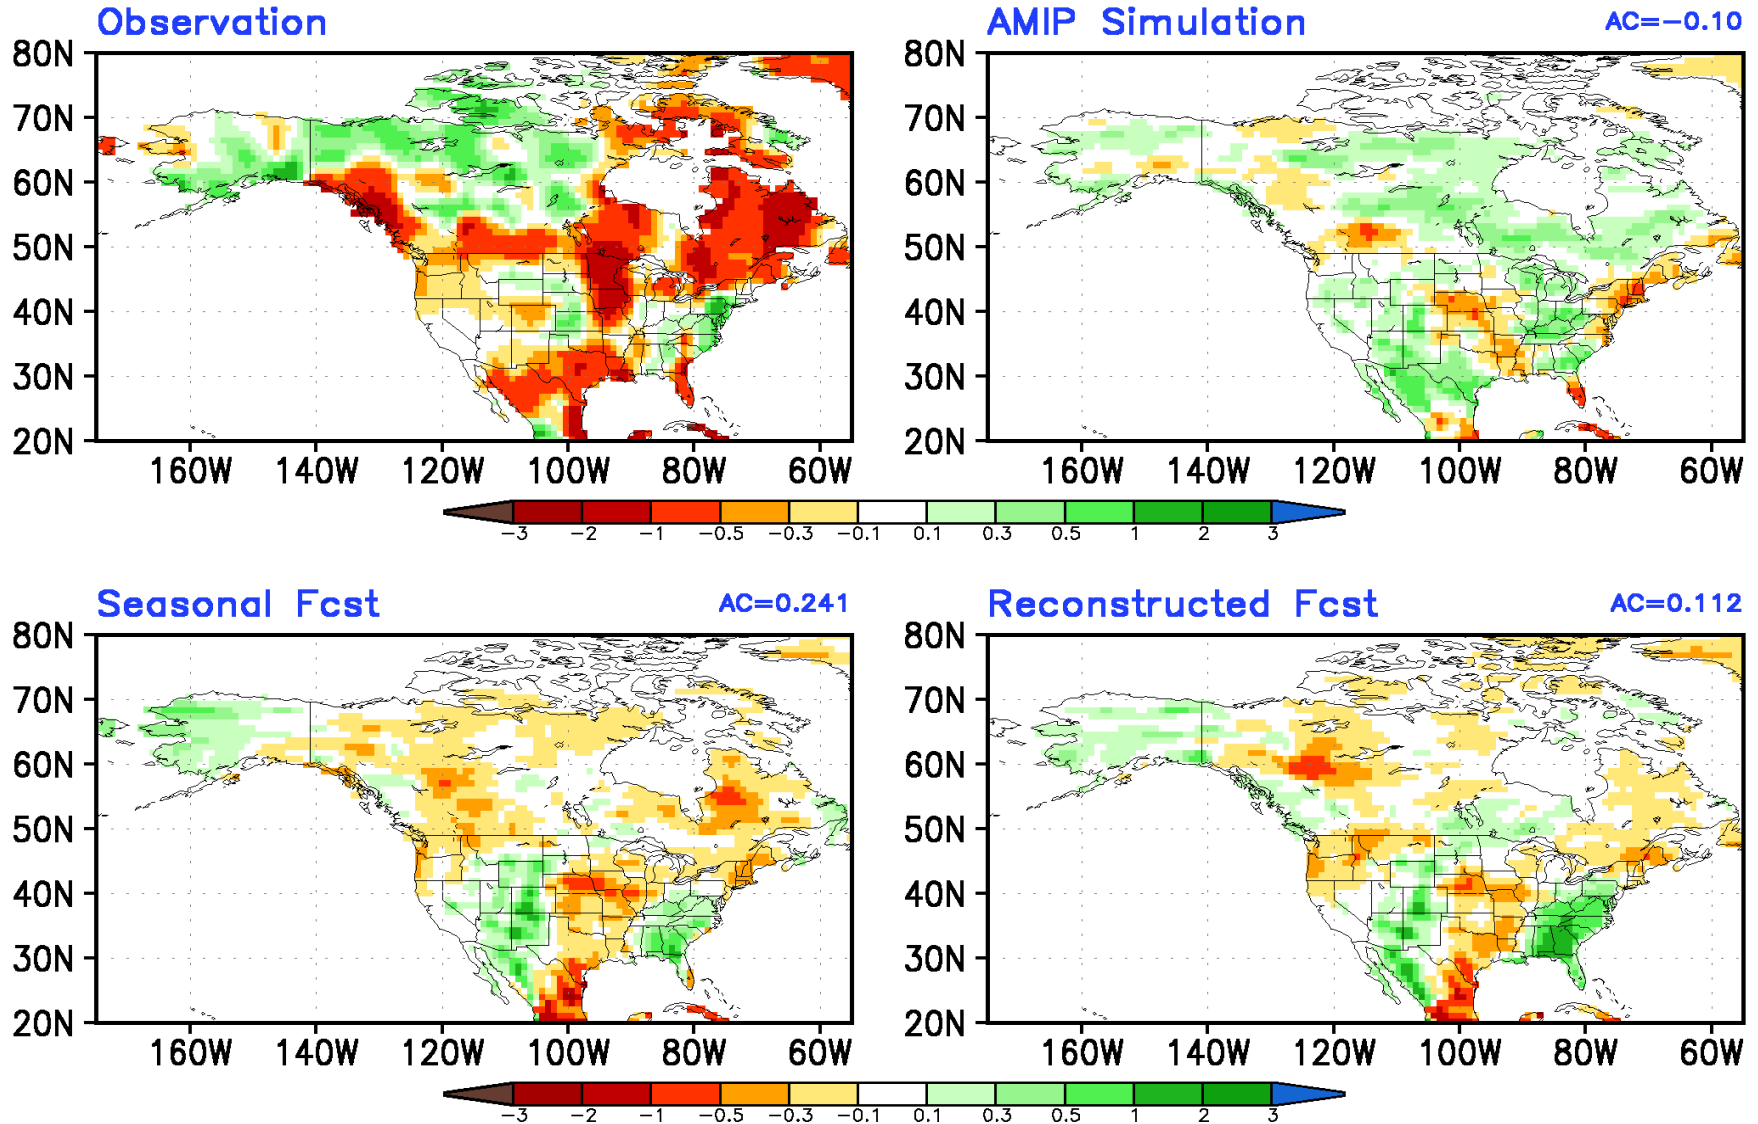 Observation
AMIP Simulation AC=−0.10
80N 80N
70N 70N
60N 60N
50N 50N
40N 40N
30N 30N
20N 20N
160W 140W 120W 100W 80W 60W 160W 140W 120W 100W 80W 60W
−3 −2 −1 −0.5 −0.3 −0.1 0.1 0.3 0.5 1 2 3
Seasonal Fcst AC=0.241
Reconstructed Fcst AC=0.112
80N 80N
70N 70N
60N 60N
50N 50N
40N 40N
30N 30N
20N 20N
160W 140W 120W 100W 80W 60W 160W 140W 120W 100W 80W 60W
−3 −2 −1 −0.5 −0.3 −0.1 0.1 0.3 0.5 1 2 3